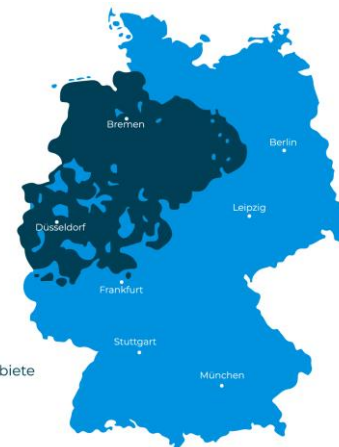 Bremen
Berlin
Leipzig
Düsseldorf
Frankfurt
Stuttgart
biete
München